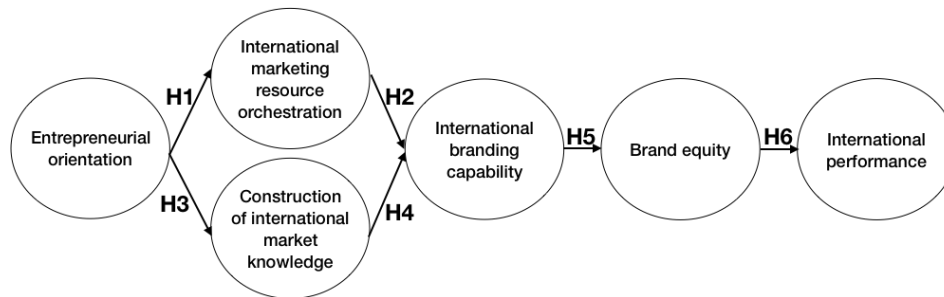 Entrepreneurial
orientation
H1
International
marketing
resource
orchestration
H3
Construction
of international
market
knowledge
H2
H4
International
branding
capability
H5
Brand equity
H6
International
performance